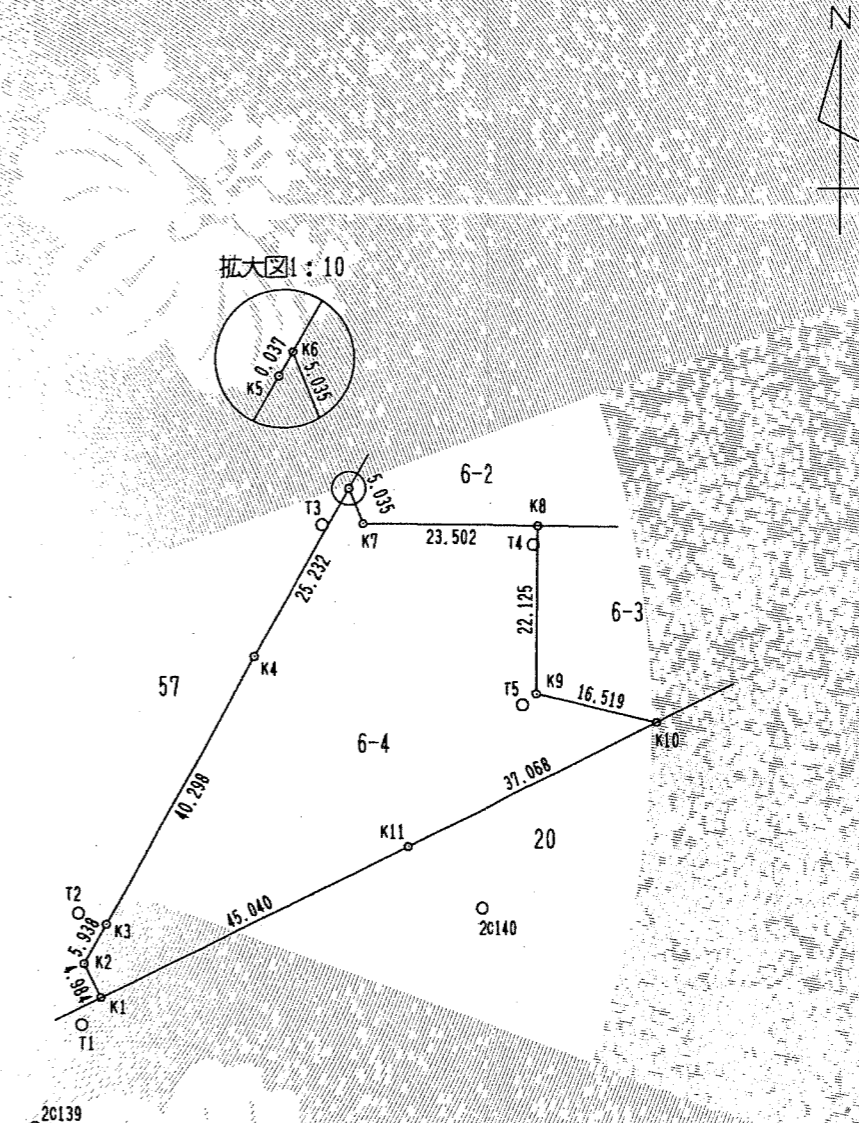 N
拡大図1:10
K6
0.037
K5
5.035
6-2
5.035
T3
K8
K7
23.502
T4
25.232
22.125
6-3
K4
57
K9
T5
16.519
6-4
K10
37.068
40.298
K11
20
T2
45.040
K3
5.938
2C140
K2
4.984
K1
T1
2C139